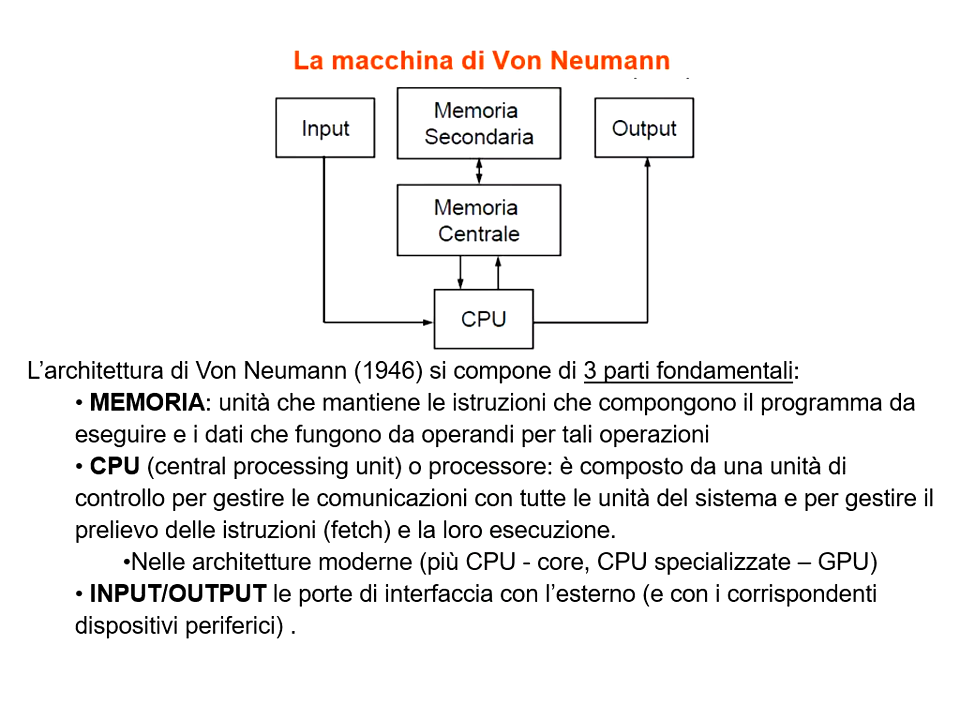 La macchina di Von Neumann
Input
Memoria
Secondaria
Output
Memoria
Centrale
CPU
L’architettura di Von Neumann (1946) si compone di 3 parti fondamentali:
• MEMORIA: unità che mantiene le istruzioni che compongono il programma da
eseguire e i dati che fungono da operandi per tali operazioni
• CPU (central processing unit) o processore: è composto da una unità di
controllo per gestire le comunicazioni con tutte le unità del sistema e per gestire il
prelievo delle istruzioni (fetch) e la loro esecuzione.
•Nelle architetture moderne (più CPU - core, CPU specializzate – GPU)
• INPUT/OUTPUT le porte di interfaccia con l’esterno (e con i corrispondenti
dispositivi periferici) .